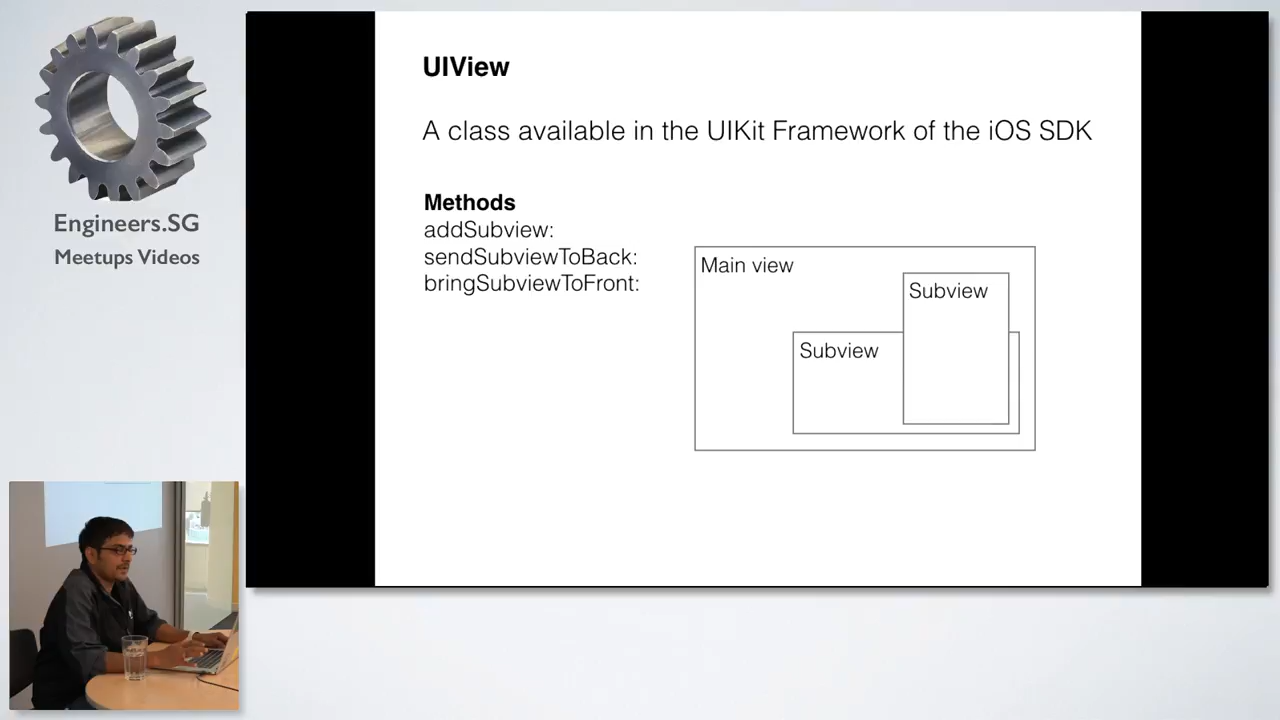 Engineers.SG
Meetups Videos
UIView
A class available in the UIKit Framework of the iOS SDK
Methods
addSubview:
sendSubviewToBack:
bringSubviewToFront:
Main view
Subview
Subview